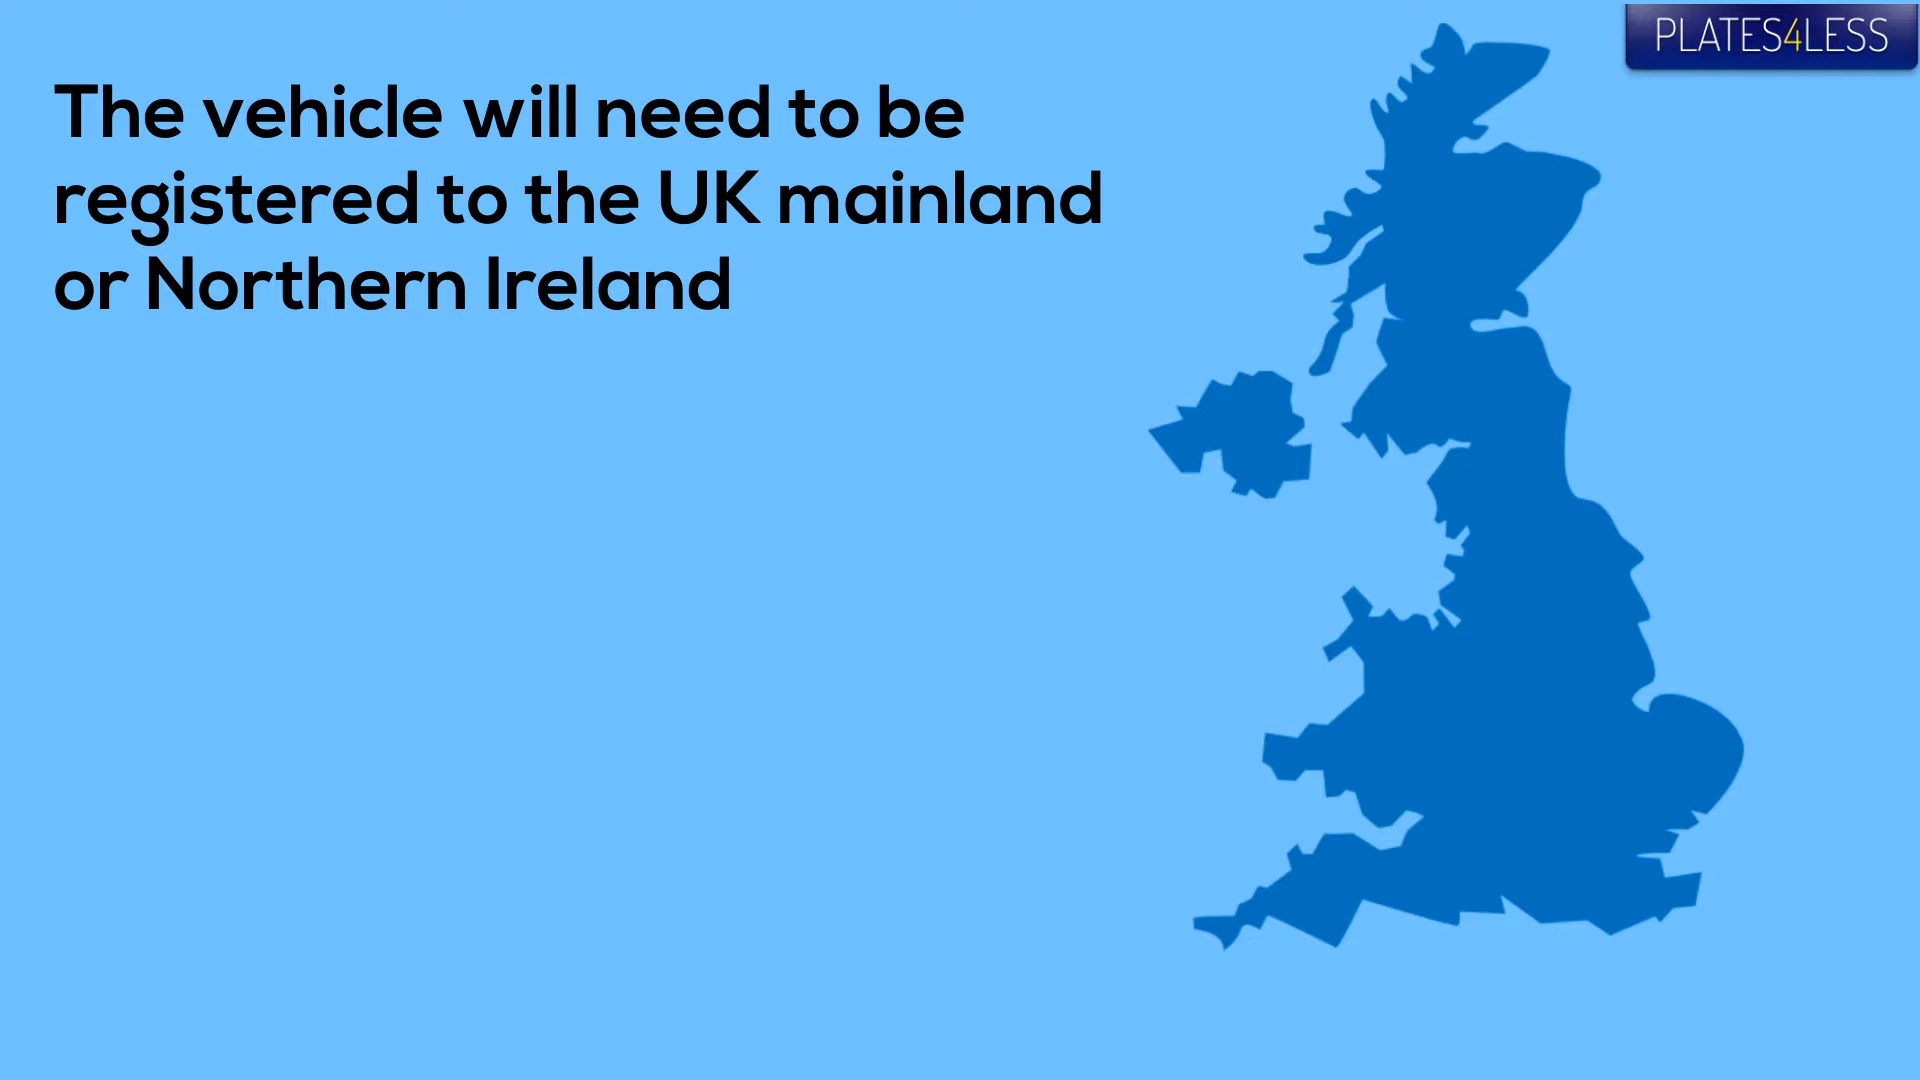 PLATES4LESS
The vehicle will need to be
registered to the UK mainland
or Northern Ireland